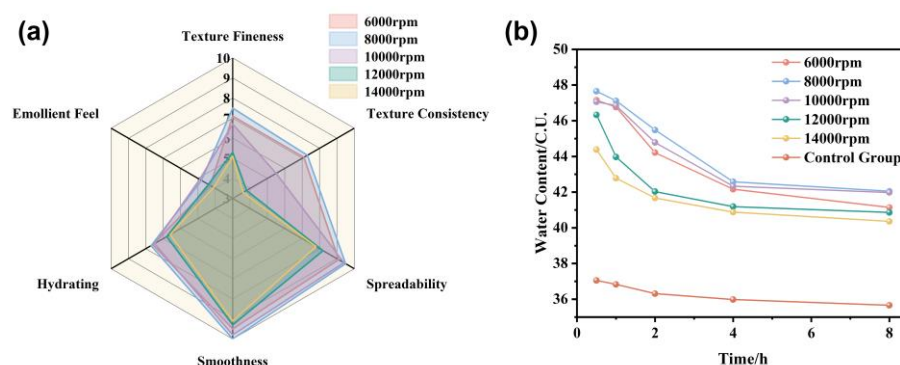 (a)
Texture Fineness
6000rpm
8000rpm
10000rpm
12000rpm
14000rpm
10
9
8
7
6
5
4
3
Emollient Feel
Texture Consistency
Hydrating
Spreadability
Smoothness
(b)
50
48
46
44
42
40
38
36
Water Content/C.U.
6000rpm
8000rpm
10000rpm
12000rpm
14000rpm
Control Group
0
2
4
6
8
Time/h